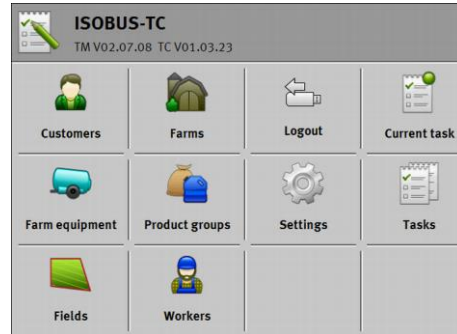 ISOBUS-TC
TM V02.07.08 TC V01.03.23
Customers
Farms
Logout
Current task
Farm equipment
Product groups
Settings
Tasks
Fields
Workers